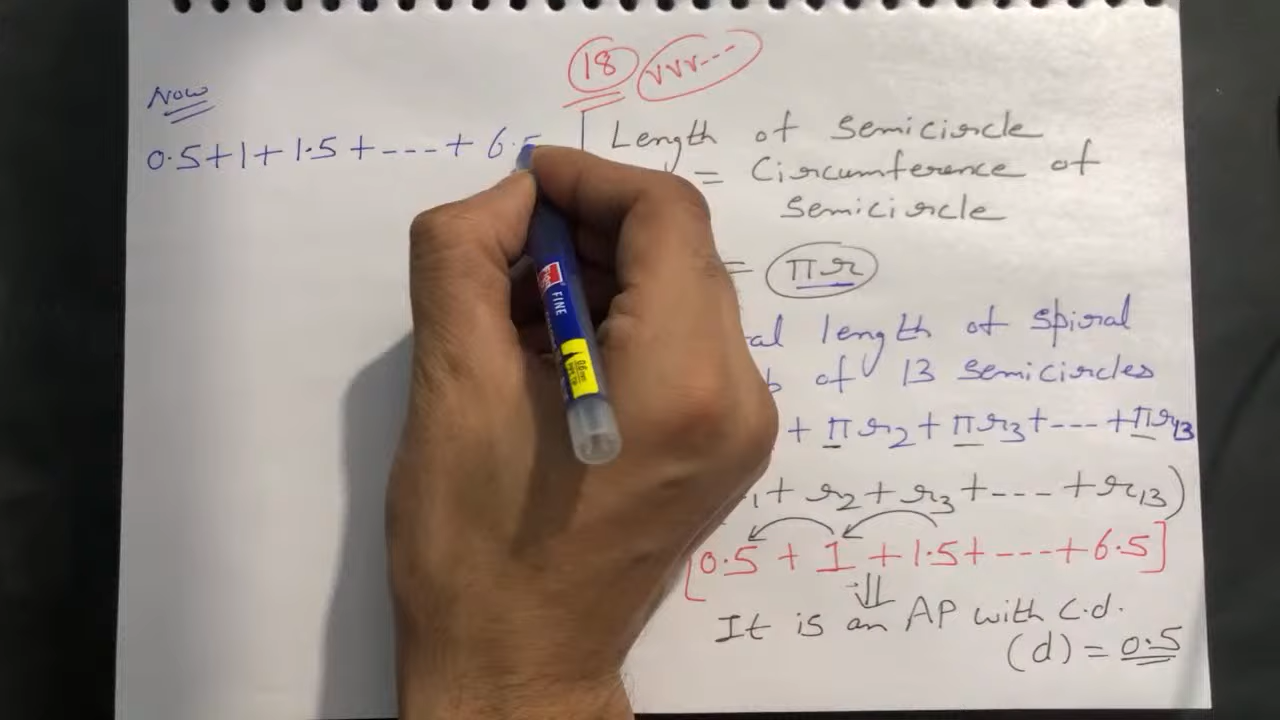 18 √√√---
Now
0.5+1+1.5+---+6.5
Length of semicircle
= Circumference of
semicircle
= πr
length of spiral
of 13 semicircles
+ πr2 + πr3 +---+ πr13
+ r2 + r3 +---+ r13)
[0.5 + 1 + 1.5+---+6.5]
It is an AP with c.d.
(d) = 0.5
FINE